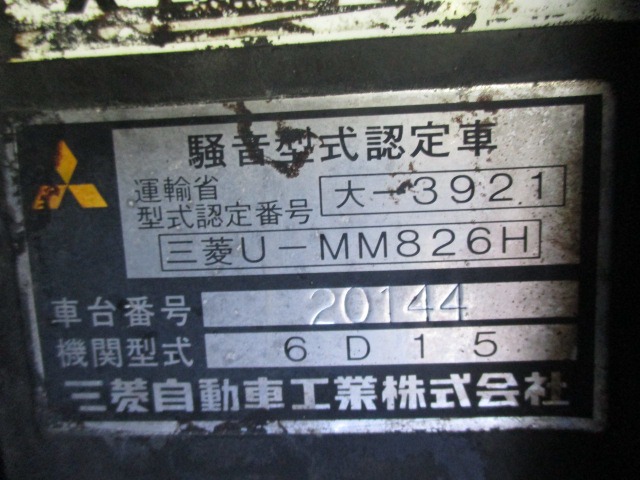 騒音型式認定車
運輸省
型式認定番号 大-3921
三菱U-MM826H
車台番号 20144
機関型式 6D15
三菱自動車工業株式会社